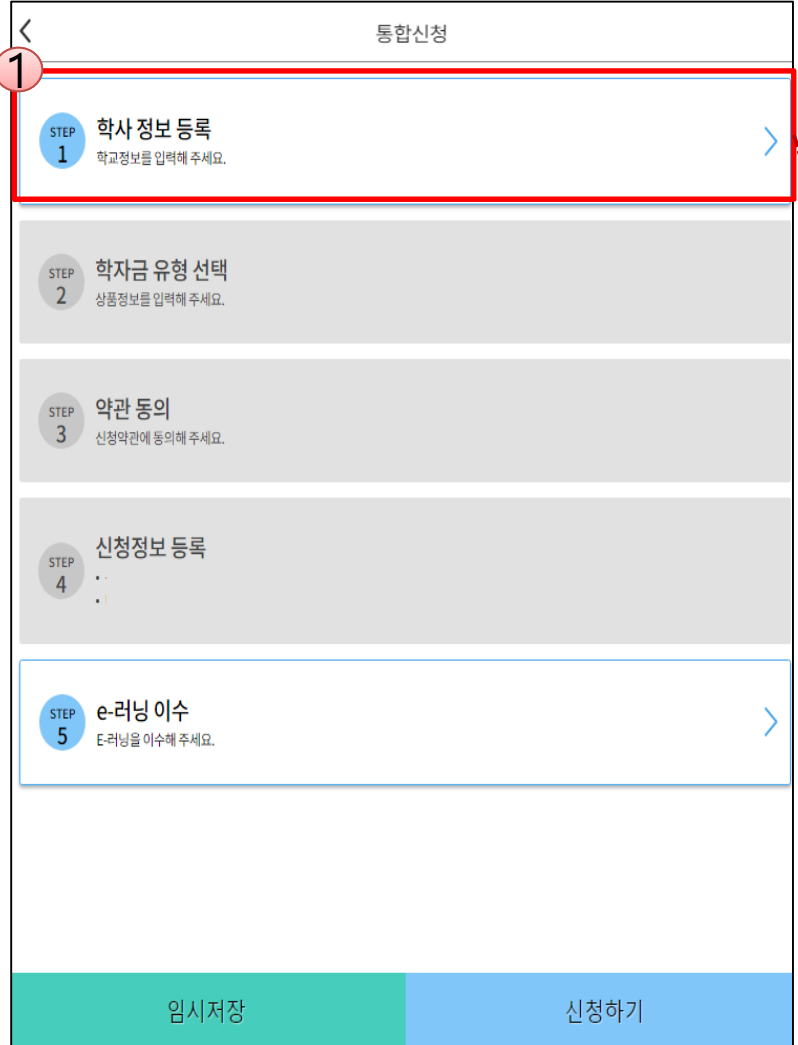 통합신청
1
STEP
1
학사 정보 등록
학교정보를 입력해 주세요.
STEP
2
학자금 유형 선택
상품정보를 입력해 주세요.
STEP
3
약관 동의
신청약관에 동의해 주세요.
STEP
4
신청정보 등록
STEP
5
e-러닝 이수
E-러닝을 이수해 주세요.
임시저장
신청하기